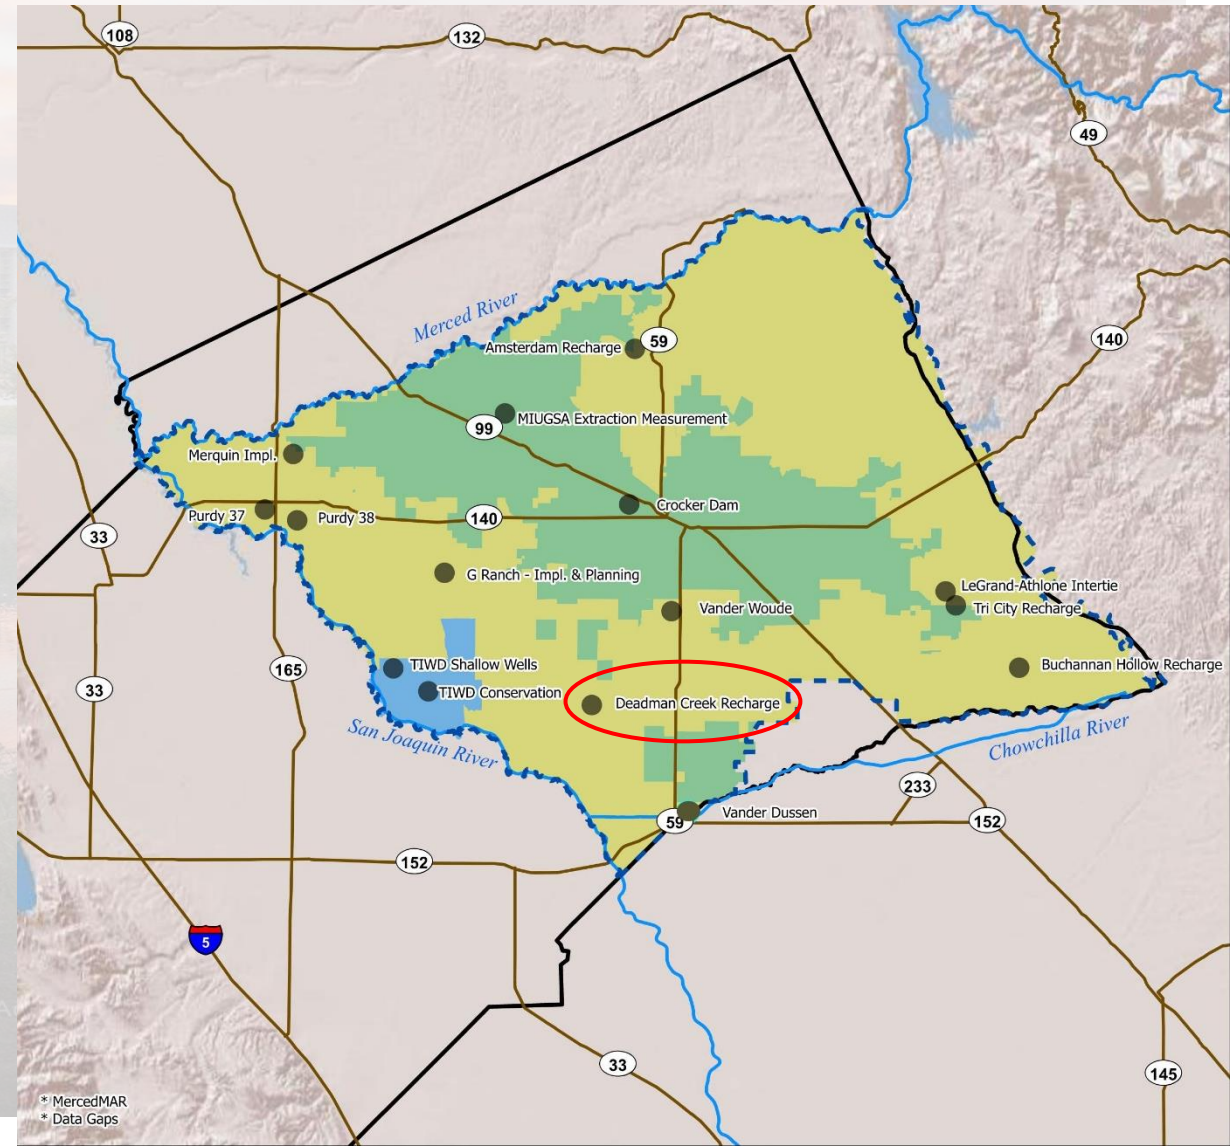 108
132
49
Merced River
Amsterdam Recharge
59
140
MIUGSA Extraction Measurement
99
Merquin Impl.
Crocker Dam
Purdy 37
Purdy 38
140
33
G Ranch - Impl. & Planning
LeGrand-Athlone Intertie
Vander Woude
Tri City Recharge
TIWD Shallow Wells
Buchannan Hollow Recharge
165
33
TIWD Conservation
Deadman Creek Recharge
San Joaquin River
Chowchilla River
233
Vander Dussen
59
152
152
5
33
145
* MercedMAR
* Data Gaps